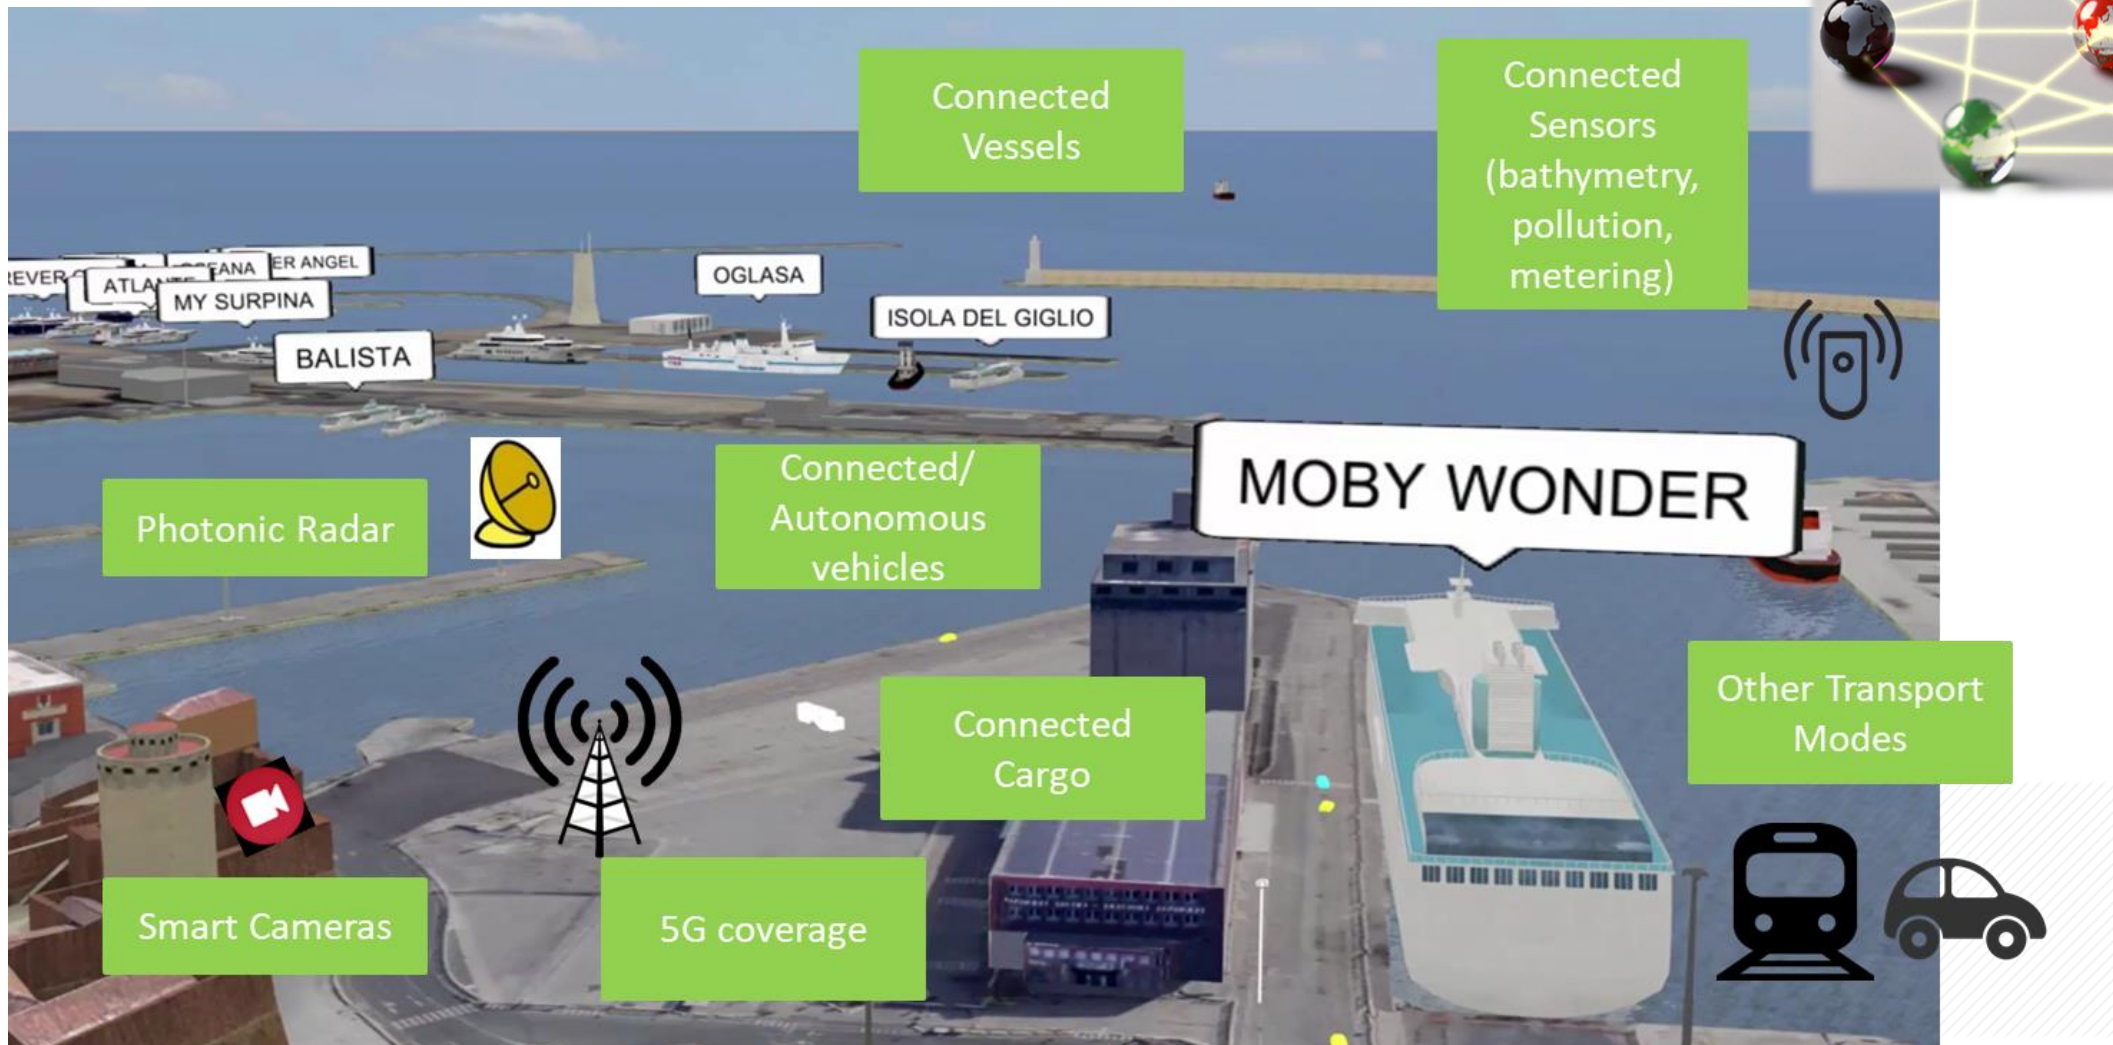 Connected
Vessels
Connected
Sensors
(bathymetry,
pollution,
metering)
ER ANGEL
MY SURPINA
BALISTA
OGLASA
ISOLA DEL GIGLIO
MOBY WONDER
Photonic Radar
Connected/
Autonomous
vehicles
Connected
Cargo
Other Transport
Modes
Smart Cameras
5G coverage